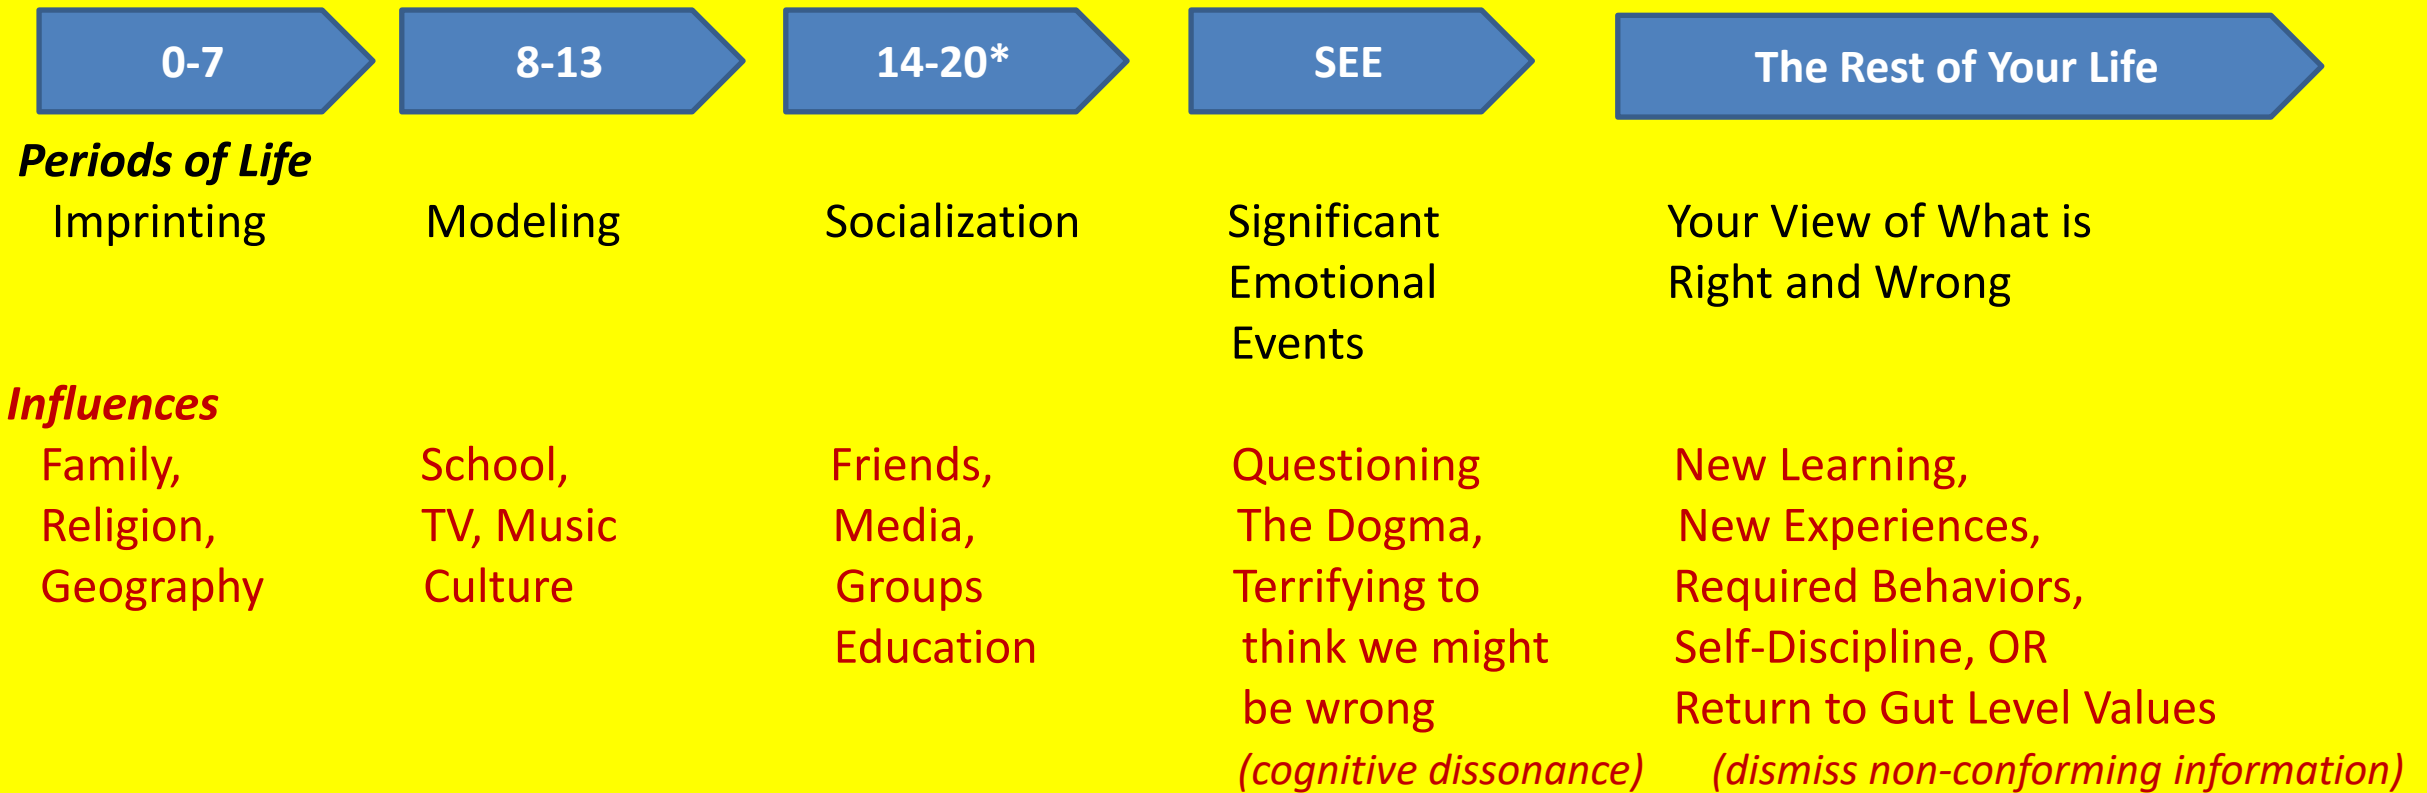 0-7 8-13 14-20* SEE The Rest of Your Life
Periods of Life
Imprinting Modeling Socialization Significant Your View of What is
Emotional Right and Wrong
Events
Influences
Family, School, Friends, Questioning New Learning,
Religion, TV, Music Media, The Dogma, New Experiences,
Geography Culture Groups Terrifying to Required Behaviors,
Education think we might Self-Discipline, OR
be wrong Return to Gut Level Values
(cognitive dissonance) (dismiss non-conforming information)